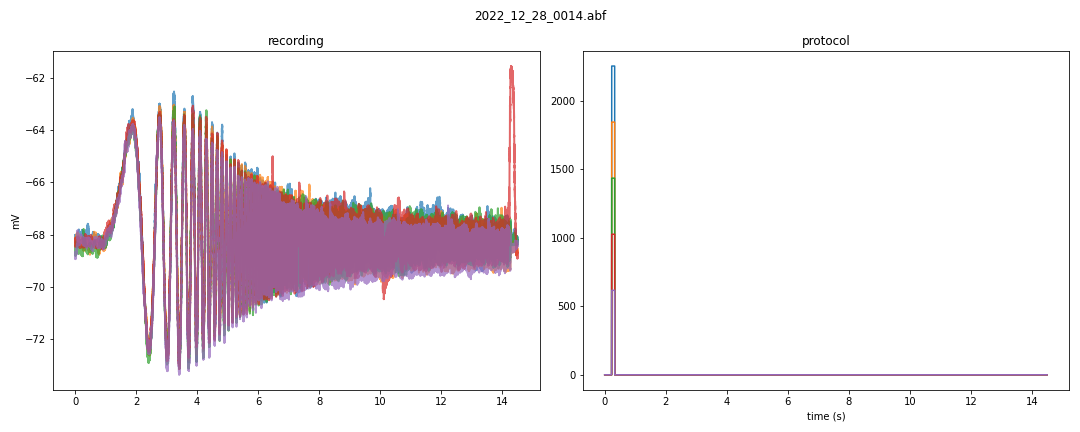 2022_12_28_0014.abf
recording
protocol
mV
−62
−64
−66
−68
−70
−72
0 2 4 6 8 10 12 14
2000
1500
1000
500
0
0 2 4 6 8 10 12 14
time (s)